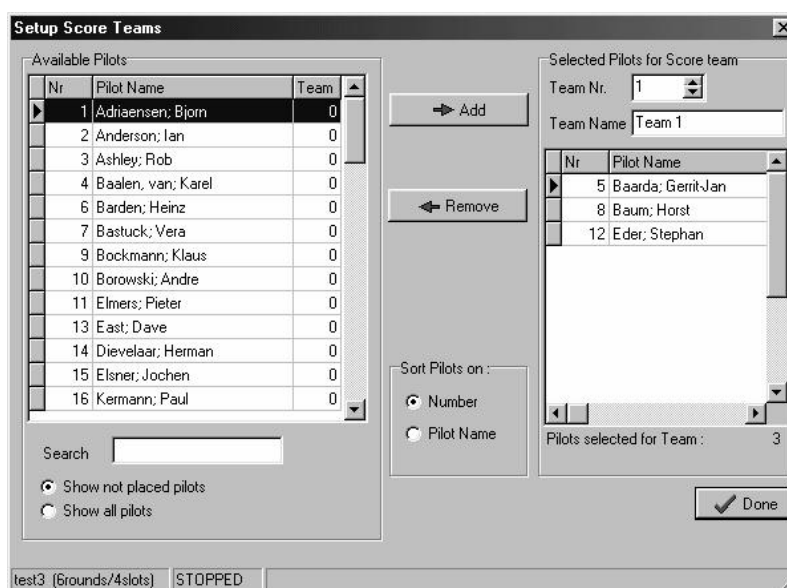 Setup Score Teams
Available Pilots
Nr Pilot Name Team
1 Adriaensen; Bjorn 0
2 Anderson; Ian 0
3 Ashley; Rob 0
4 Baalen, van; Karel 0
6 Barden; Heinz 0
7 Bastuck; Vera 0
9 Bockmann; Klaus 0
10 Borowski; Andre 0
11 Elmers; Pieter 0
13 East; Dave 0
14 Dievelaar; Herman 0
15 Elsner; Jochen 0
16 Kermann; Paul 0
Search
Show not placed pilots
Show all pilots
Add
Remove
Sort Pilots on :
Number
Pilot Name
Selected Pilots for Score team
Team Nr. 1
Team Name Team 1
Nr Pilot Name
5 Baarda; Gerrit-Jan
8 Baum; Horst
12 Eder; Stephan
Pilots selected for Team : 3
Done
test3 (6rounds/4slots) STOPPED